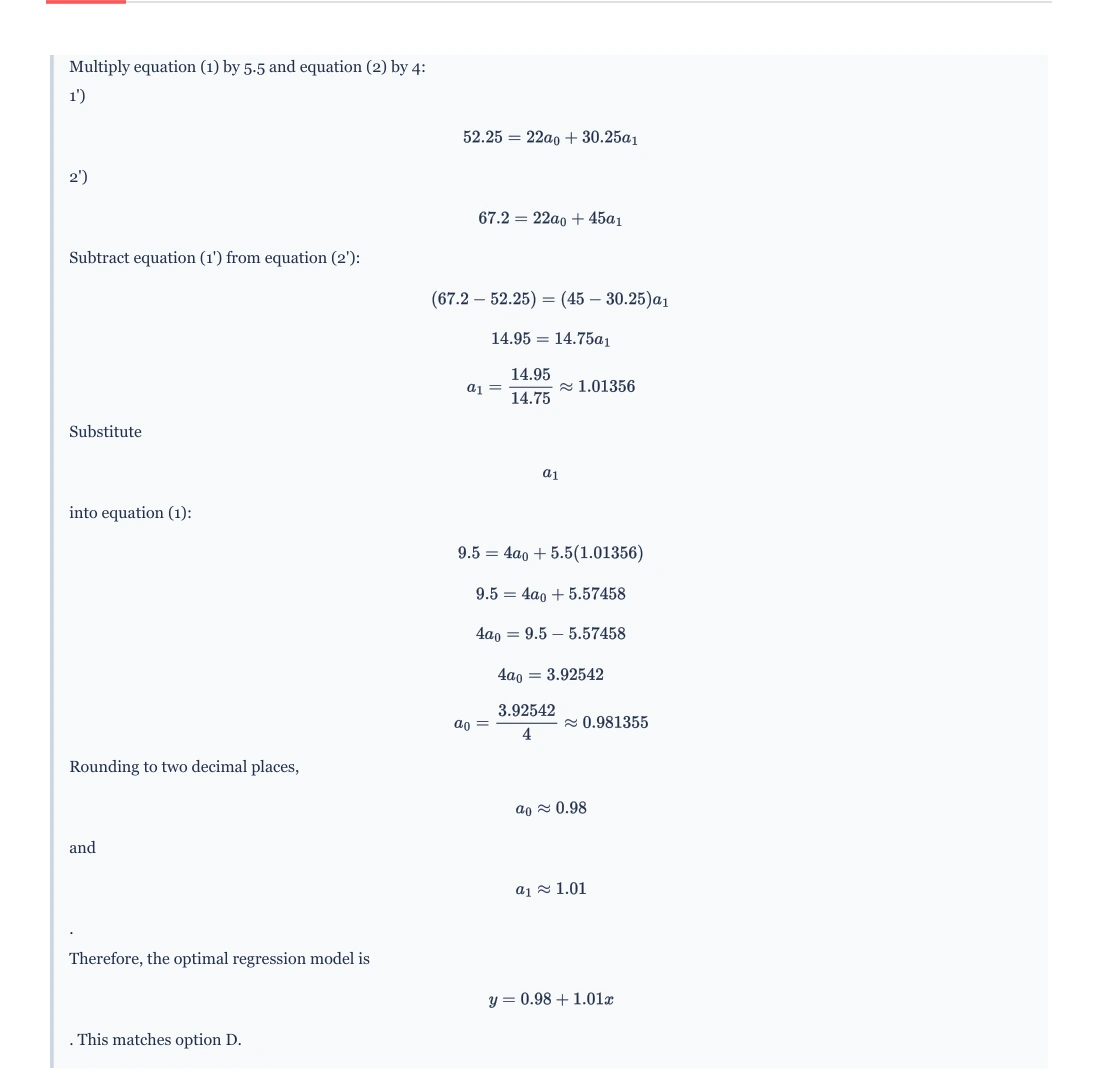 Multiply equation (1) by 5.5 and equation (2) by 4:
1')
52.25 = 22a₀ + 30.25a₁
2')
67.2 = 22a₀ + 45a₁
Subtract equation (1') from equation (2'):
(67.2 − 52.25) = (45 − 30.25)a₁
14.95 = 14.75a₁
a₁ = 14.95/14.75 ≈ 1.01356
Substitute
a₁
into equation (1):
9.5 = 4a₀ + 5.5(1.01356)
9.5 = 4a₀ + 5.57458
4a₀ = 9.5 − 5.57458
4a₀ = 3.92542
a₀ = 3.92542/4 ≈ 0.981355
Rounding to two decimal places,
a₀ ≈ 0.98
and
a₁ ≈ 1.01
.
Therefore, the optimal regression model is
y = 0.98 + 1.01x
. This matches option D.